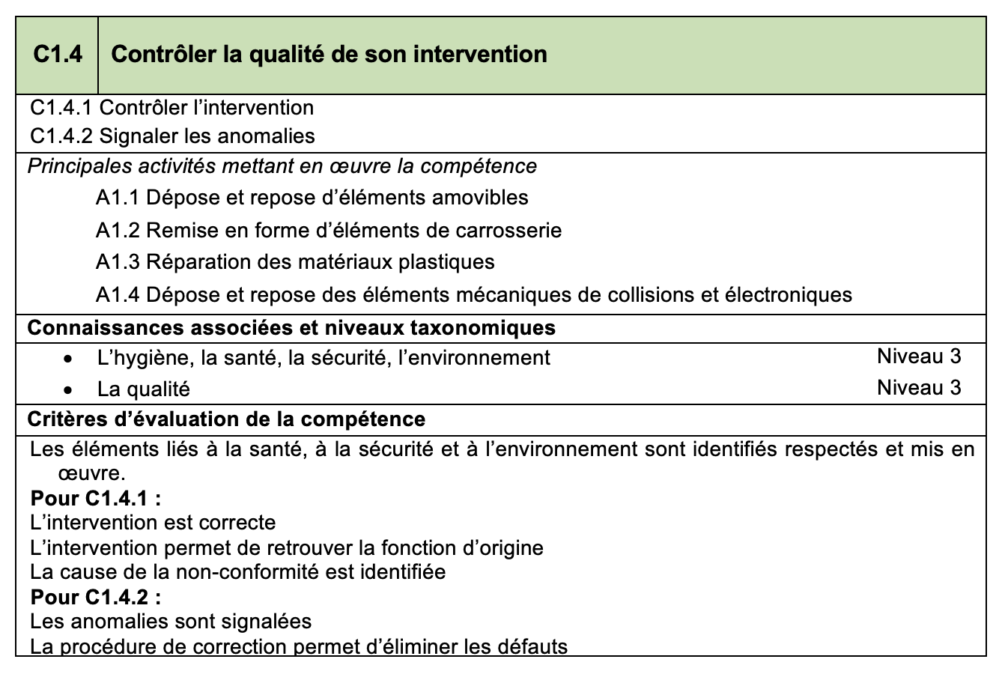 C1.4 Contrôler la qualité de son intervention
C1.4.1 Contrôler l’intervention
C1.4.2 Signaler les anomalies
Principales activités mettant en œuvre la compétence
A1.1 Dépose et repose d’éléments amovibles
A1.2 Remise en forme d’éléments de carrosserie
A1.3 Réparation des matériaux plastiques
A1.4 Dépose et repose des éléments mécaniques de collisions et électroniques
Connaissances associées et niveaux taxonomiques
• L’hygiène, la santé, la sécurité, l’environnement Niveau 3
• La qualité Niveau 3
Critères d’évaluation de la compétence
Les éléments liés à la santé, à la sécurité et à l’environnement sont identifiés respectés et mis en
œuvre.
Pour C1.4.1 :
L’intervention est correcte
L’intervention permet de retrouver la fonction d’origine
La cause de la non-conformité est identifiée
Pour C1.4.2 :
Les anomalies sont signalées
La procédure de correction permet d’éliminer les défauts